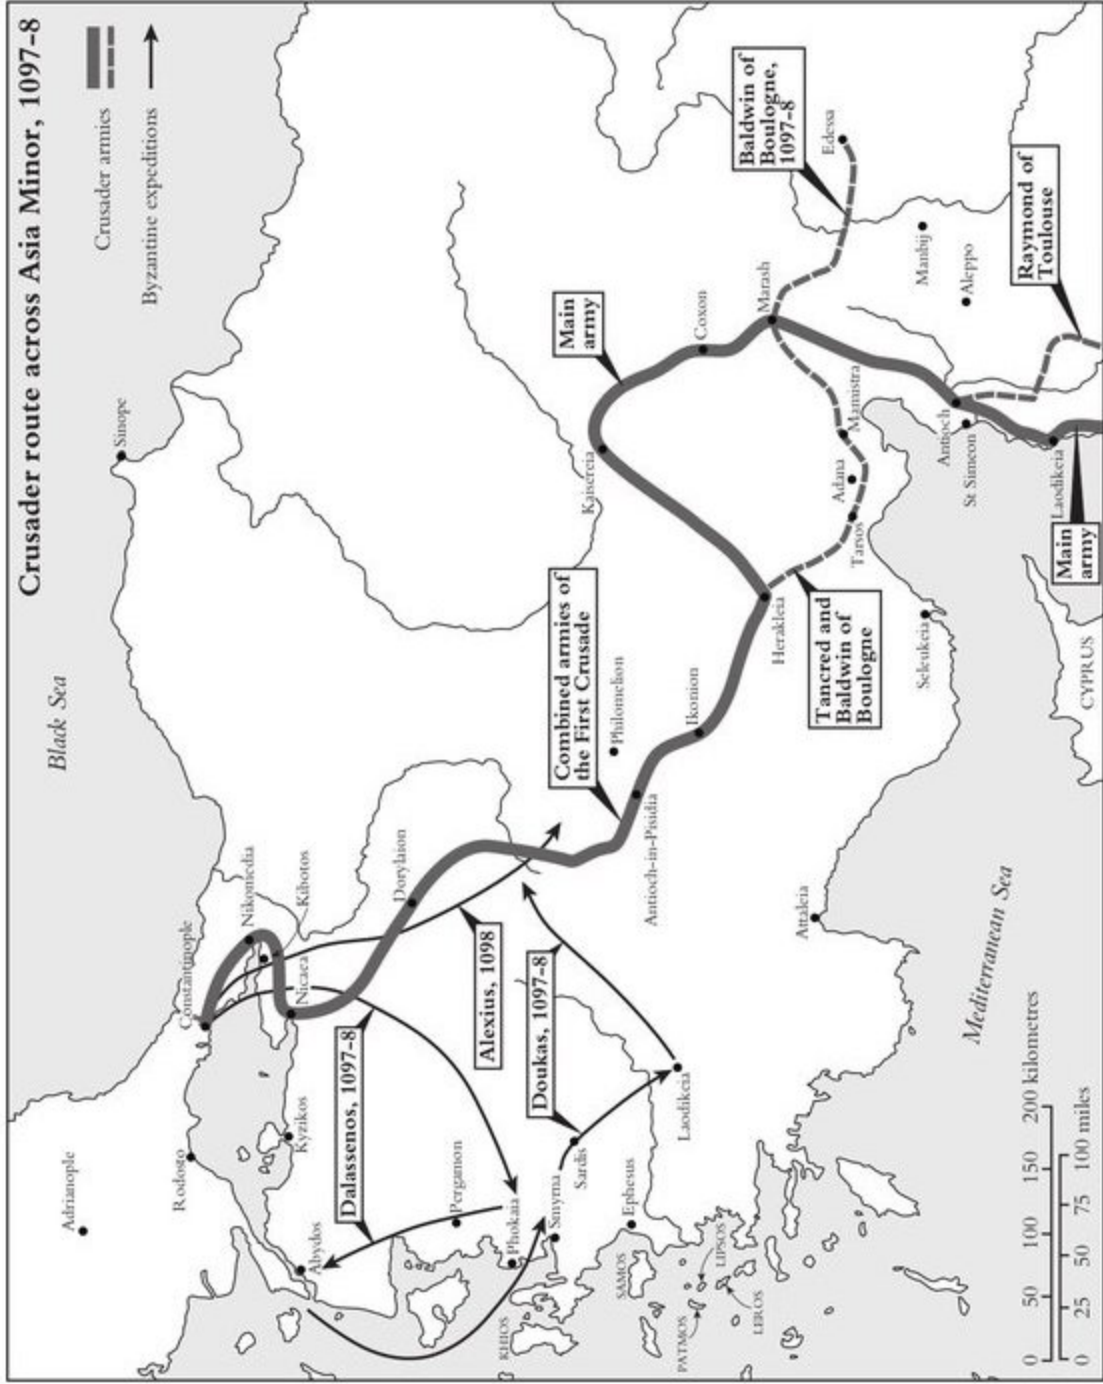 Crusader route across Asia Minor, 1097-8
Crusader armies
Byzantine expeditions
Black Sea
Sinope
Adrianople
Constantinople
Rodosto
Nikomedia
Kibotos
Nicaea
Kyzikos
Abydos
Dalassenos, 1097-8
Dorylaion
Alexius, 1098
Doukas, 1097-8
Pergamon
Phokaia
Smyrna
Sardis
Ephesus
Laodikeia
KHIOS
SAMOS
PATMOS
LIPSOS
LEROS
Combined armies of
the First Crusade
Philomelion
Antioch-in-Pisidia
Ikonion
Attaleia
Herakleia
Tancred and
Baldwin of
Boulogne
Seleukeia
Main
army
Kaisereia
Coxon
Marash
Tarsos
Adana
Mamistra
Baldwin of
Boulogne,
1097-8
Edessa
Manbij
Aleppo
Raymond of
Toulouse
Antioch
St Simeon
Laodikeia
Main
army
CYPRUS
Mediterranean Sea
0 50 100 150 200 kilometres
0 25 50 75 100 miles